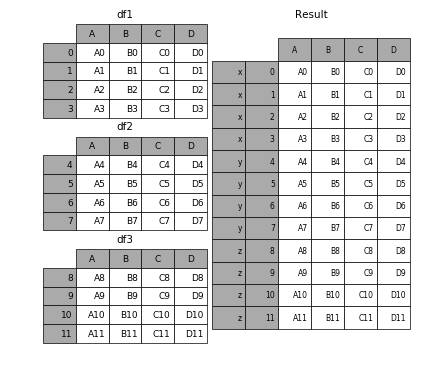 df1
A B C D
0 A0 B0 C0 D0
1 A1 B1 C1 D1
2 A2 B2 C2 D2
3 A3 B3 C3 D3
df2
A B C D
4 A4 B4 C4 D4
5 A5 B5 C5 D5
6 A6 B6 C6 D6
7 A7 B7 C7 D7
df3
A B C D
8 A8 B8 C8 D8
9 A9 B9 C9 D9
10 A10 B10 C10 D10
11 A11 B11 C11 D11
Result
A B C D
x 0 A0 B0 C0 D0
x 1 A1 B1 C1 D1
x 2 A2 B2 C2 D2
x 3 A3 B3 C3 D3
y 4 A4 B4 C4 D4
y 5 A5 B5 C5 D5
y 6 A6 B6 C6 D6
y 7 A7 B7 C7 D7
z 8 A8 B8 C8 D8
z 9 A9 B9 C9 D9
z 10 A10 B10 C10 D10
z 11 A11 B11 C11 D11